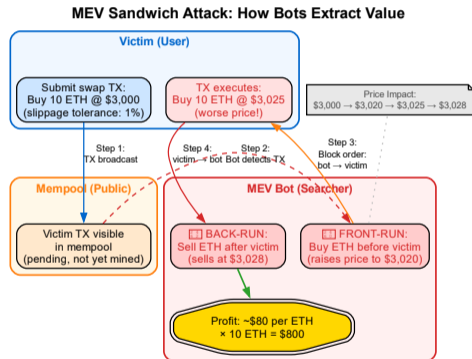 MEV Sandwich Attack: How Bots Extract Value
Victim (User)
Submit swap TX:
Buy 10 ETH @ $3,000
(slippage tolerance: 1%)
TX executes:
Buy 10 ETH @ $3,025
(worse price!)
Price Impact:
$3,000 → $3,020 → $3,025 → $3,028
Step 1:
TX broadcast
Step 4:
victim → bot
Step 2:
Bot detects TX
Step 3:
Block order:
bot → victim
Mempool (Public)
Victim TX visible
in mempool
(pending, not yet mined)
MEV Bot (Searcher)
BACK-RUN:
Sell ETH after victim
(sells at $3,028)
FRONT-RUN:
Buy ETH before victim
(raises price to $3,020)
Profit: ~$80 per ETH
× 10 ETH = $800